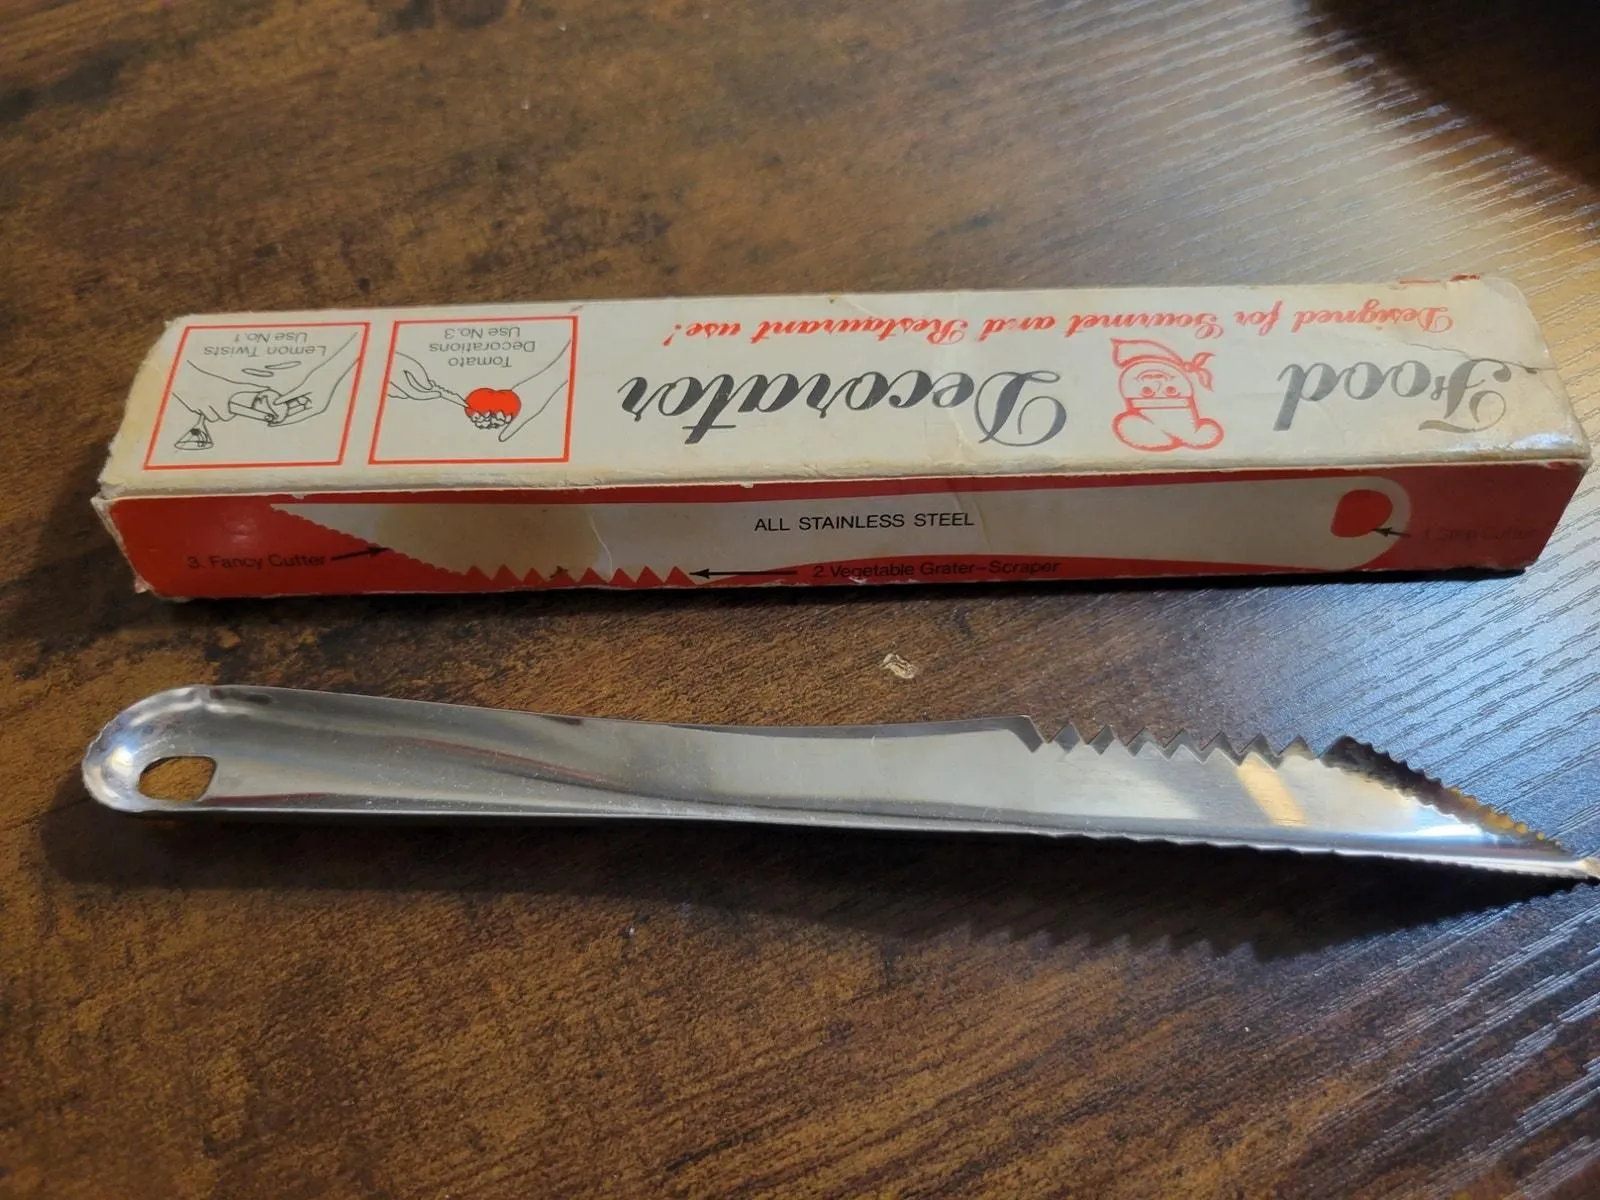 Food Decorator
Designed for Gourmet and Restaurant use!
Tomato
Decorations
Use No.3
Lemon Twists
Use No.1
ALL STAINLESS STEEL
3. Fancy Cutter
2. Vegetable Grater-Scraper
1.